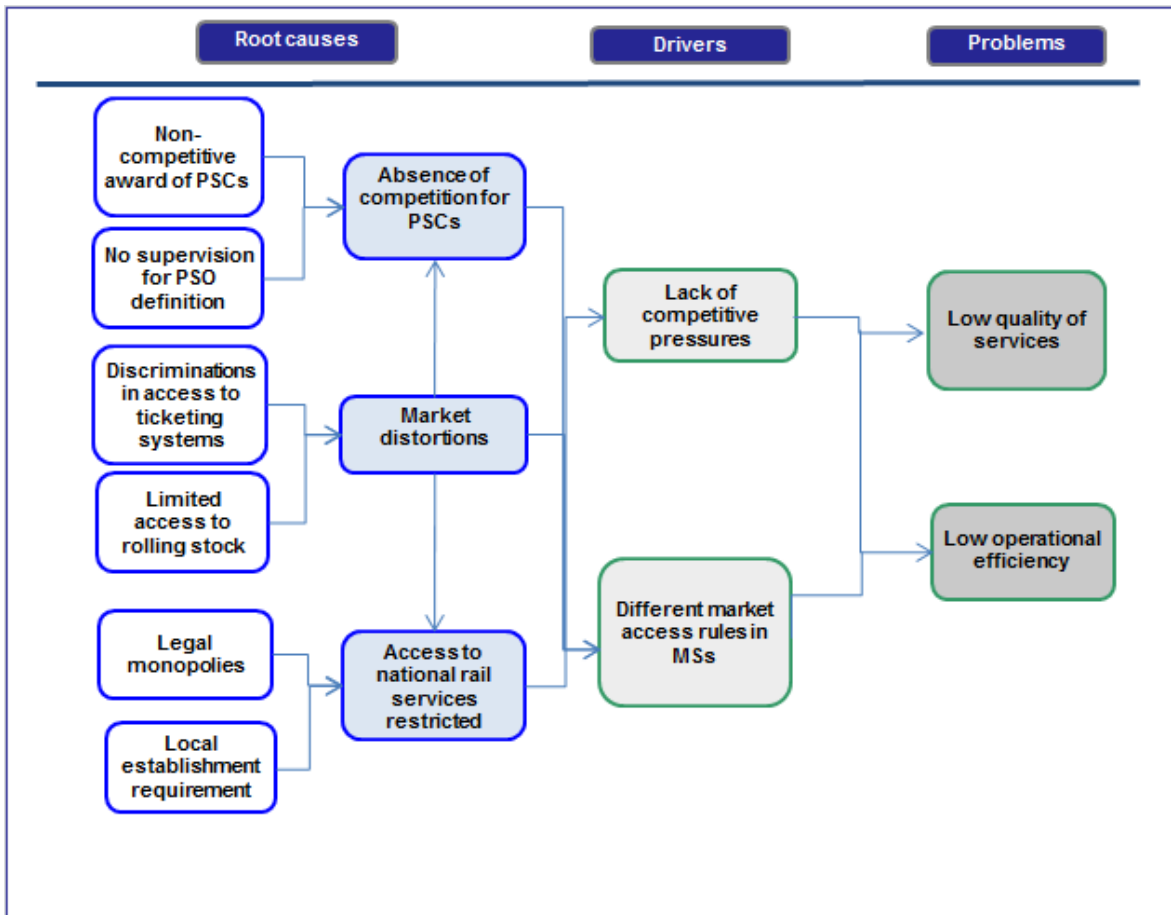 Root causes
Drivers
Problems
Non-
competitive
award of PSCs
No supervision
for PSO
definition
Discriminations
in access to
ticketing
systems
Limited
access to
rolling stock
Legal
monopolies
Local
establishment
requirement
Absence of
competition for
PSCs
Market
distortions
Access to
national rail
services
restricted
Lack of
competitive
pressures
Different market
access rules in
MSs
Low quality of
services
Low operational
efficiency